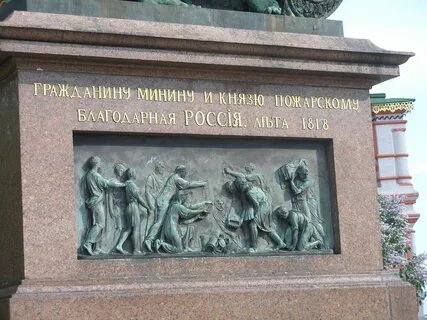 ГРАЖДАНИНУ МИНИНУ И КНЯЗЮ ПОЖАРСКОМУ
БЛАГОДАРНАЯ РОССІЯ. ЛѢТА 1818